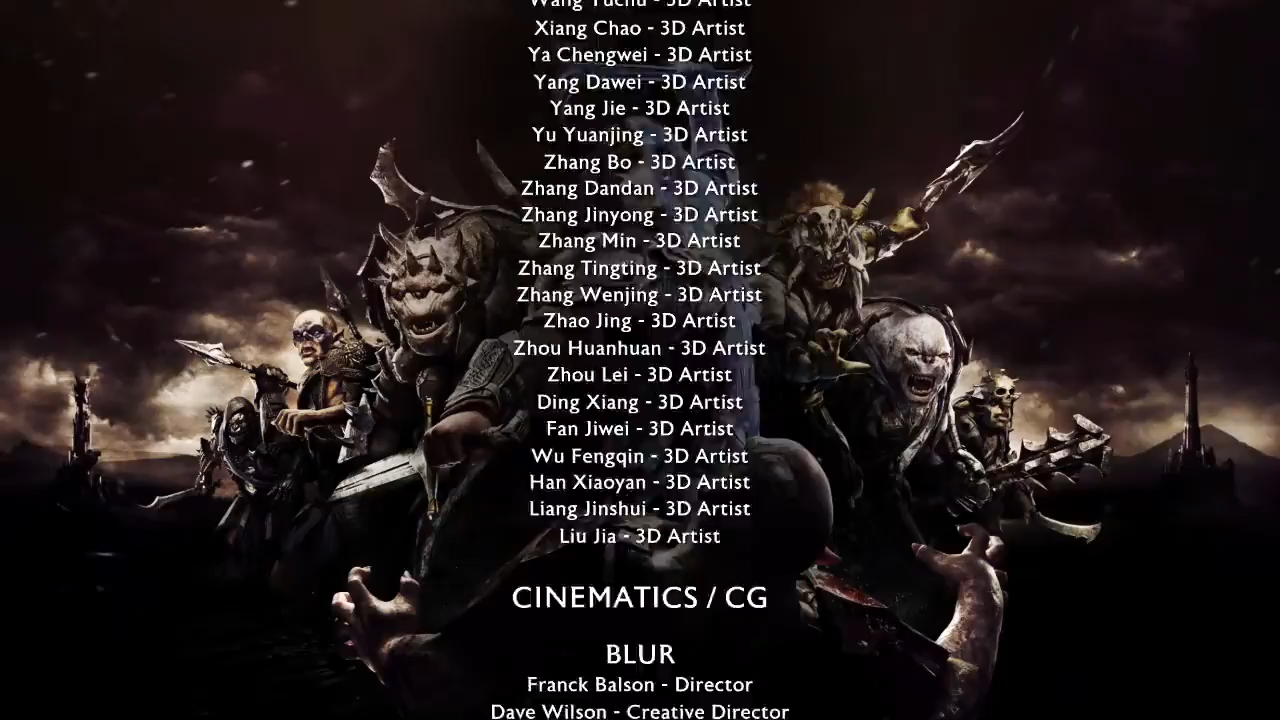 Wang Yuchu - 3D Artist
Xiang Chao - 3D Artist
Ya Chengwei - 3D Artist
Yang Dawei - 3D Artist
Yang Jie - 3D Artist
Yu Yuanjing - 3D Artist
Zhang Bo - 3D Artist
Zhang Dandan - 3D Artist
Zhang Jinyong - 3D Artist
Zhang Min - 3D Artist
Zhang Tingting - 3D Artist
Zhang Wenjing - 3D Artist
Zhao Jing - 3D Artist
Zhou Huanhuan - 3D Artist
Zhou Lei - 3D Artist
Ding Xiang - 3D Artist
Fan Jiwei - 3D Artist
Wu Fengqin - 3D Artist
Han Xiaoyan - 3D Artist
Liang Jinshui - 3D Artist
Liu Jia - 3D Artist
CINEMATICS / CG
BLUR
Franck Balson - Director
Dave Wilson - Creative Director